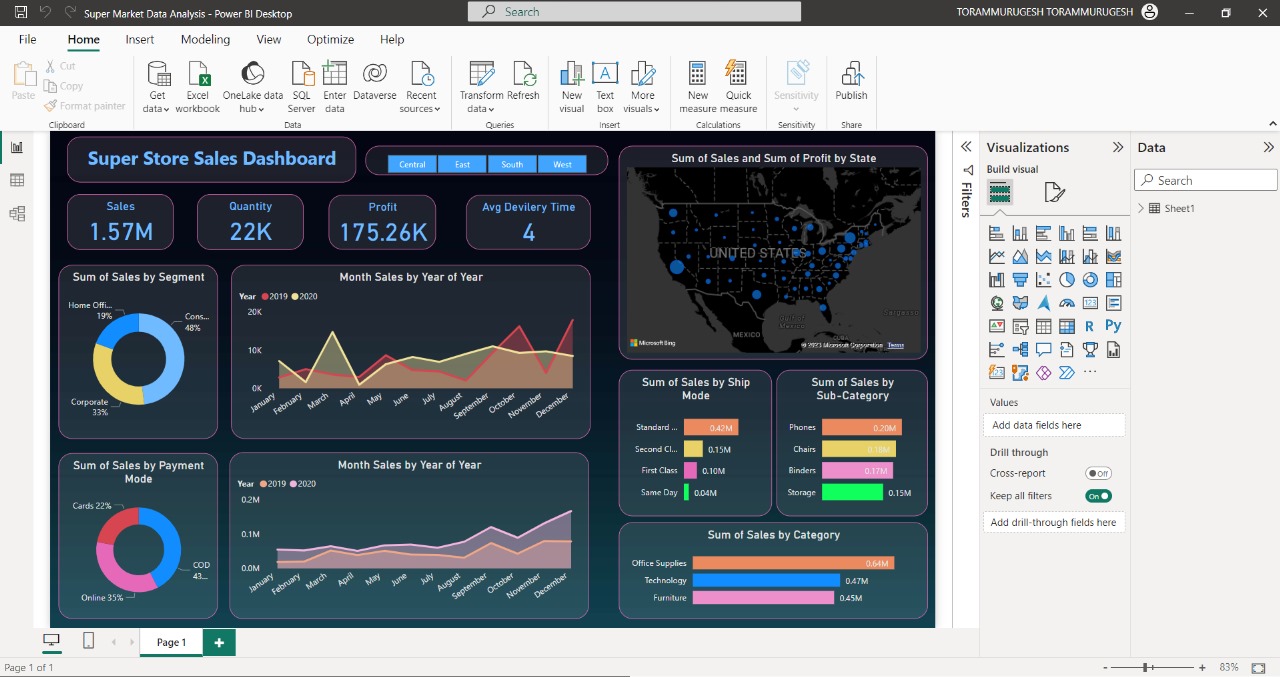 Super Market Data Analysis - Power BI Desktop
Search
TORAMMURUGESH TORAMMURUGESH
File Home Insert Modeling View Optimize Help
Paste
Cut
Copy
Format painter
Clipboard
Get data
Excel workbook
OneLake data hub
SQL Server
Enter data
Dataverse
Recent sources
Data
Transform data
Refresh
Queries
New visual
Text box
More visuals
Insert
New measure
Quick measure
Calculations
Sensitivity
Sensitivity
Publish
Share
Super Store Sales Dashboard
Central East South West
Sales
1.57M
Quantity
22K
Profit
175.26K
Avg Devilery Time
4
Sum of Sales and Sum of Profit by State
UNITED STATES
MEXICO
Gulf of
Mexico
CUBA
Microsoft Bing
© 2023 Microsoft Corporation Terms
Sum of Sales by Segment
Home Offi...
19%
Cons...
48%
Corporate
33%
Month Sales by Year of Year
Year 2019 2020
20K
10K
0K
January February March April May June July August September October November December
Sum of Sales by Ship
Mode
Standard ... 0.42M
Second Cl... 0.15M
First Class 0.10M
Same Day 0.04M
Sum of Sales by
Sub-Category
Phones 0.20M
Chairs 0.18M
Binders 0.17M
Storage 0.15M
Sum of Sales by Payment
Mode
Cards 22%
COD
43...
Online 35%
Month Sales by Year of Year
Year 2019 2020
0.2M
0.1M
0.0M
January February March April May June July August September October November December
Sum of Sales by Category
Office Supplies 0.64M
Technology 0.47M
Furniture 0.45M
Filters
Visualizations
Build visual
123
R
Py
123
...
Values
Add data fields here
Drill through
Cross-report
Off
Keep all filters
On
Add drill-through fields here
Data
Search
Sheet1
Page 1
Page 1 of 1
- + 83%